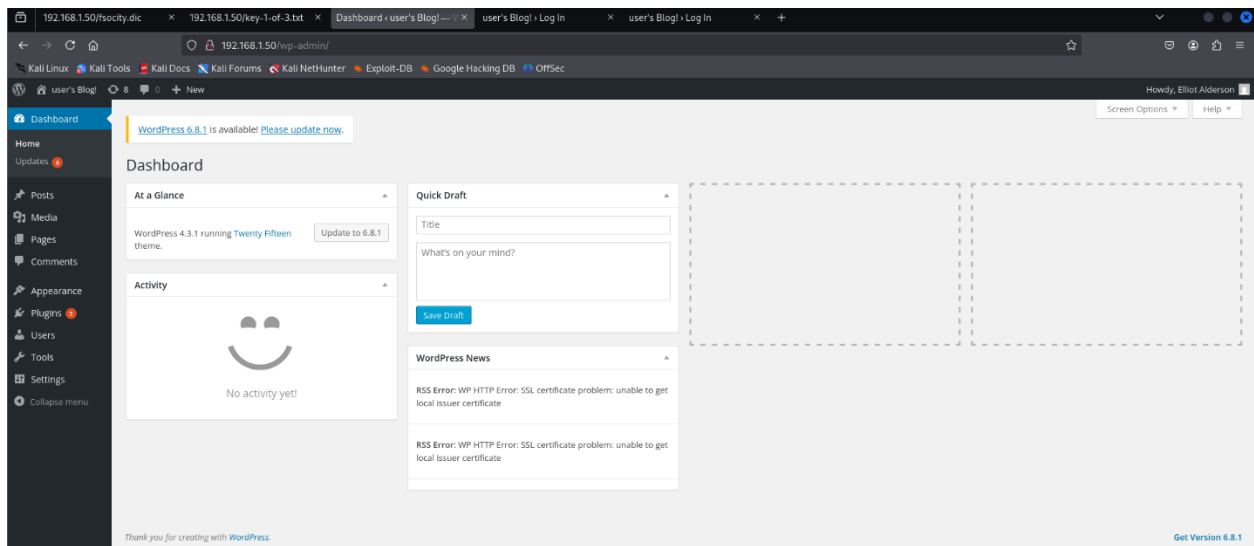 192.168.1.50/fsocity.dic × 192.168.1.50/key-1-of-3.txt × Dashboard ‹ user's Blog! — × user's Blog! › Log In × user's Blog! › Log In × +
192.168.1.50/wp-admin/
Kali Linux Kali Tools Kali Docs Kali Forums Kali NetHunter Exploit-DB Google Hacking DB OffSec
user's Blog! 8 0 + New Howdy, Elliot Alderson
Screen Options Help
Dashboard
Home
Updates 3
Posts
Media
Pages
Comments
Appearance
Plugins 3
Users
Tools
Settings
Collapse menu
WordPress 6.8.1 is available! Please update now.
Dashboard
At a Glance
WordPress 4.3.1 running Twenty Fifteen
theme.
Update to 6.8.1
Activity
No activity yet!
Quick Draft
Title
What's on your mind?
Save Draft
WordPress News
RSS Error: WP HTTP Error: SSL certificate problem: unable to get
local issuer certificate
RSS Error: WP HTTP Error: SSL certificate problem: unable to get
local issuer certificate
Thank you for creating with WordPress.
Get Version 6.8.1